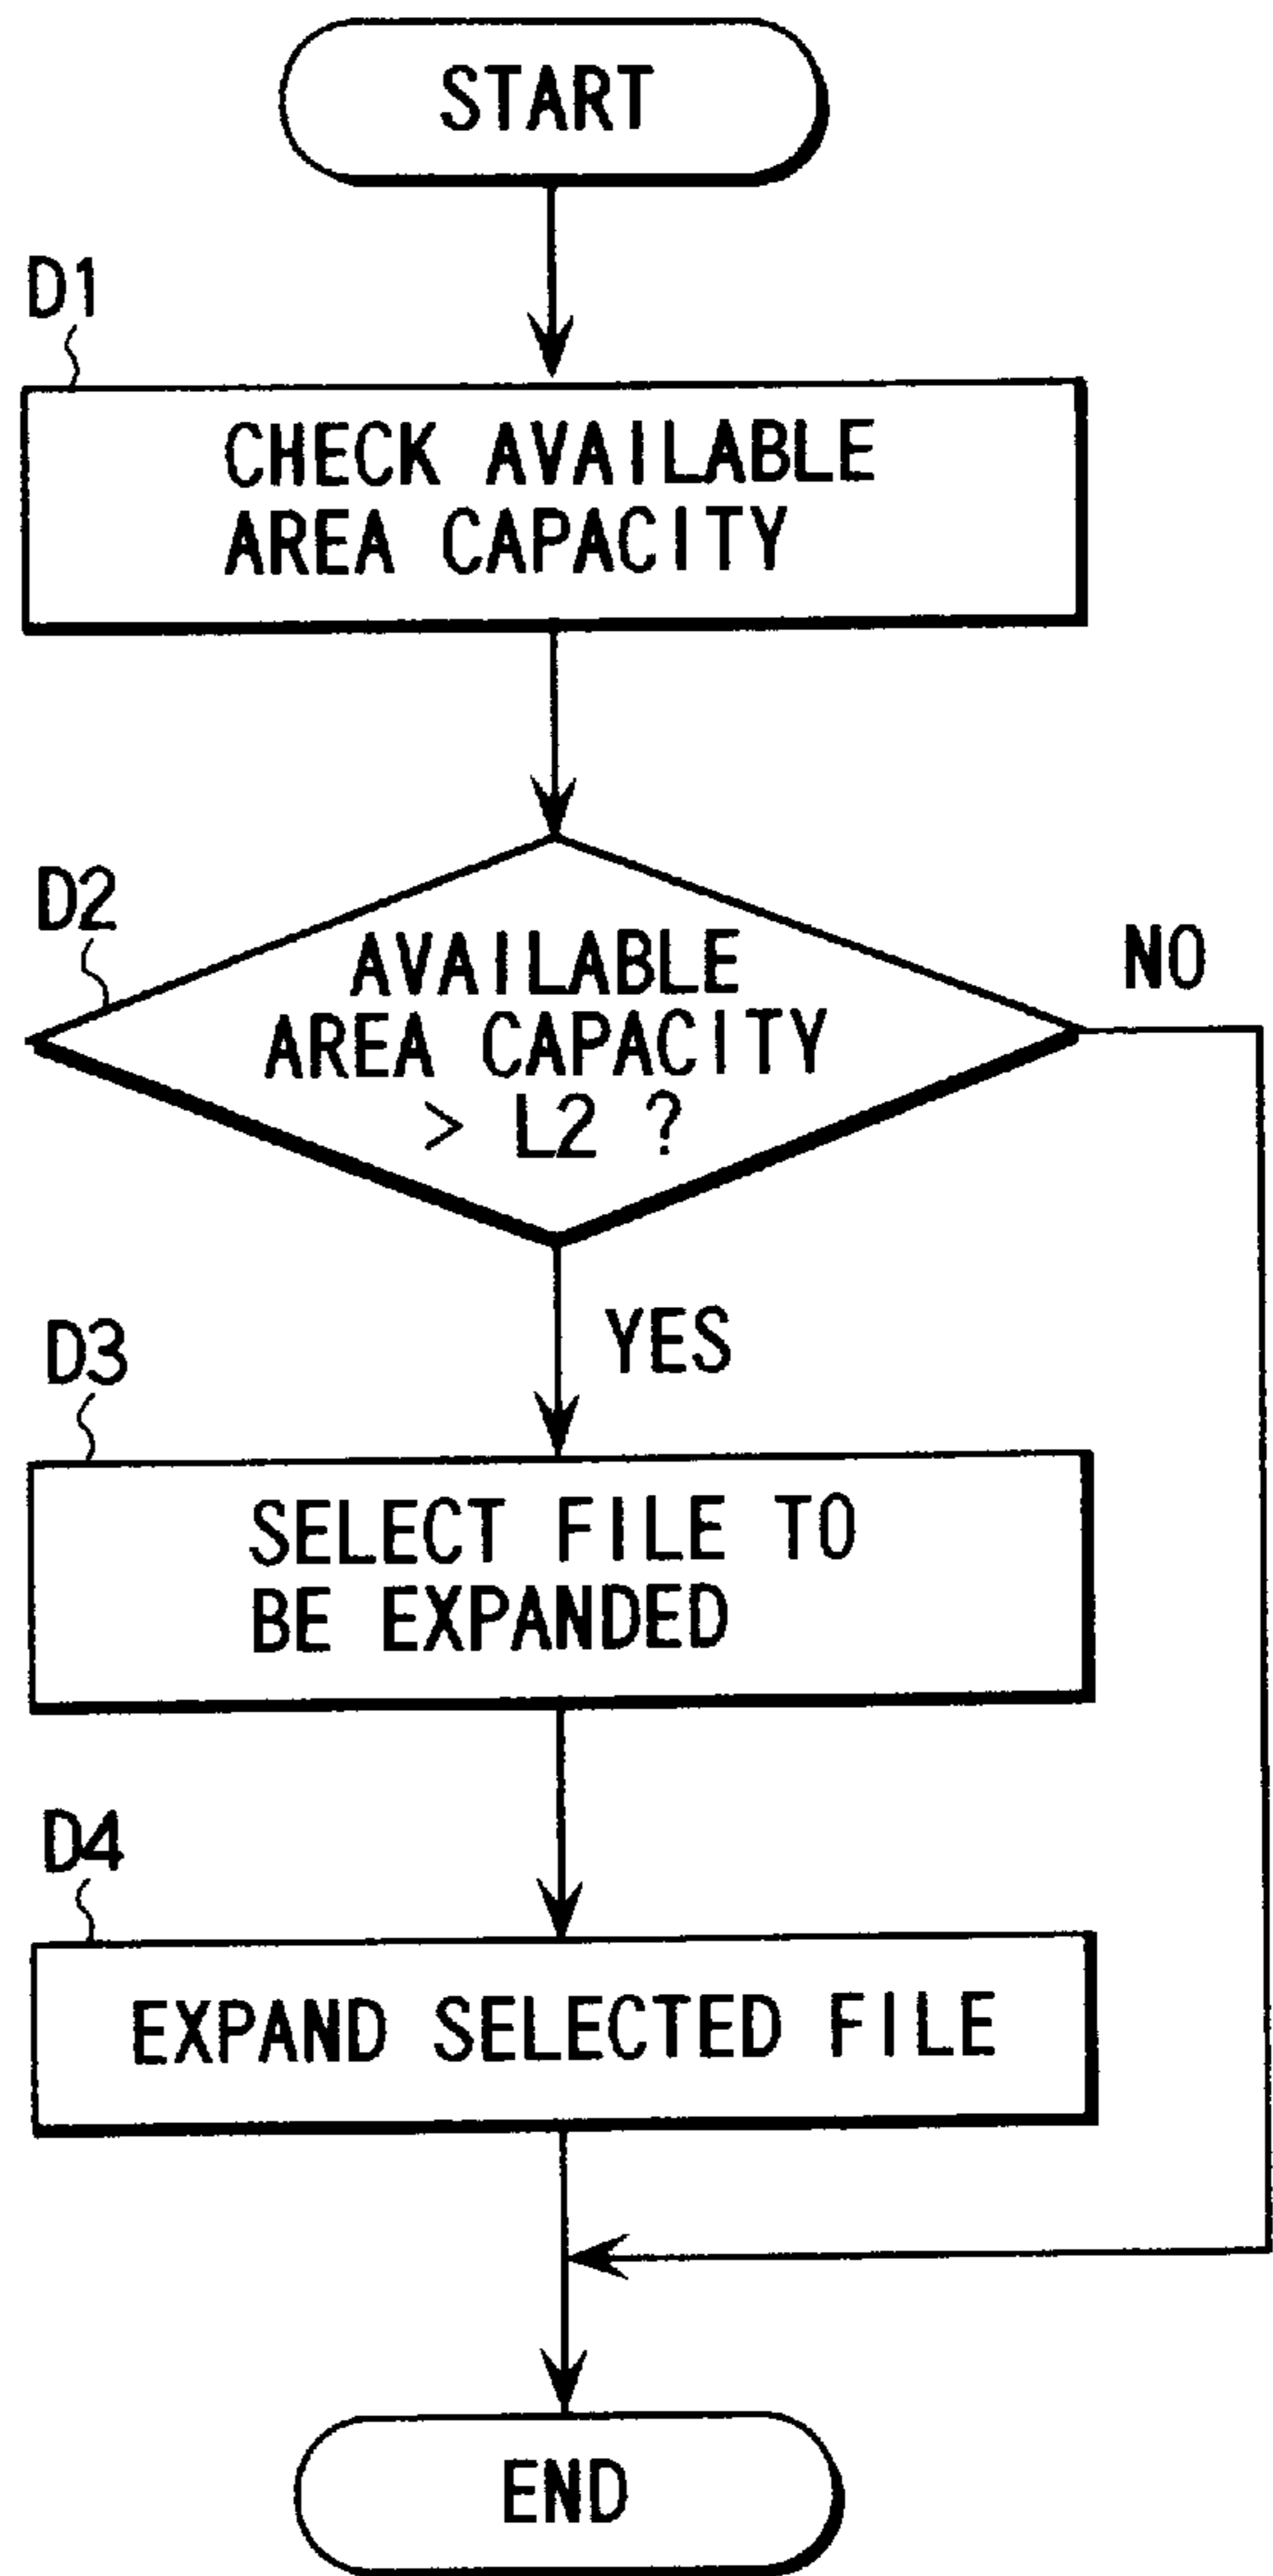 START
D1
CHECK AVAILABLE
AREA CAPACITY
D2
AVAILABLE
AREA CAPACITY
> L2 ?
NO
YES
D3
SELECT FILE TO
BE EXPANDED
D4
EXPAND SELECTED FILE
END